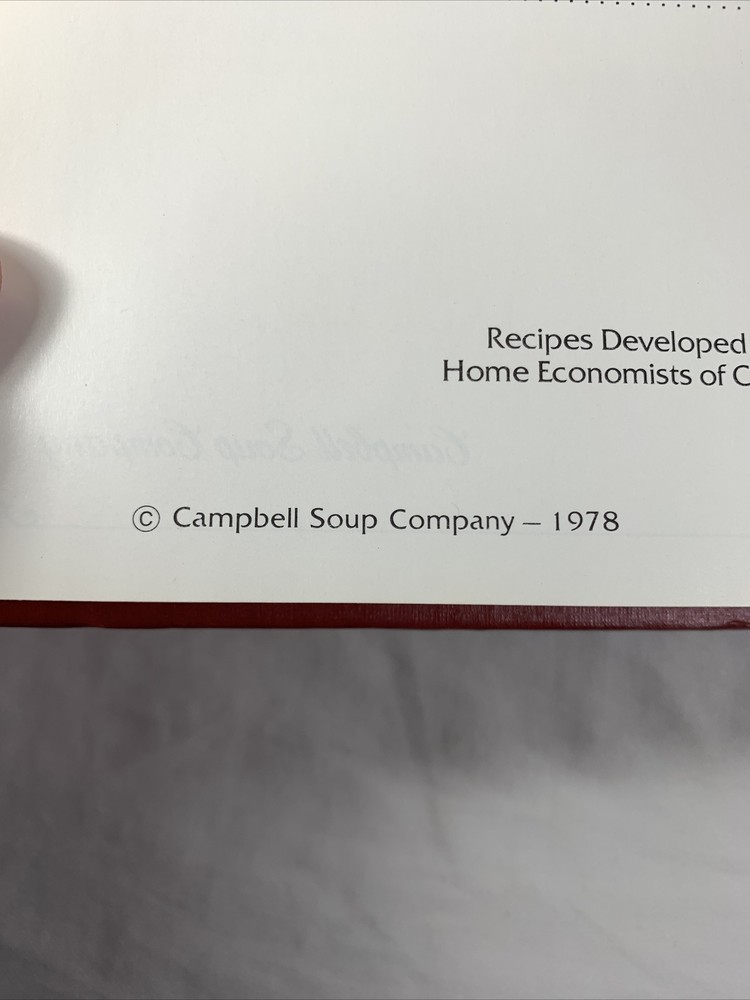 Recipes Developed
Home Economists of C
© Campbell Soup Company – 1978